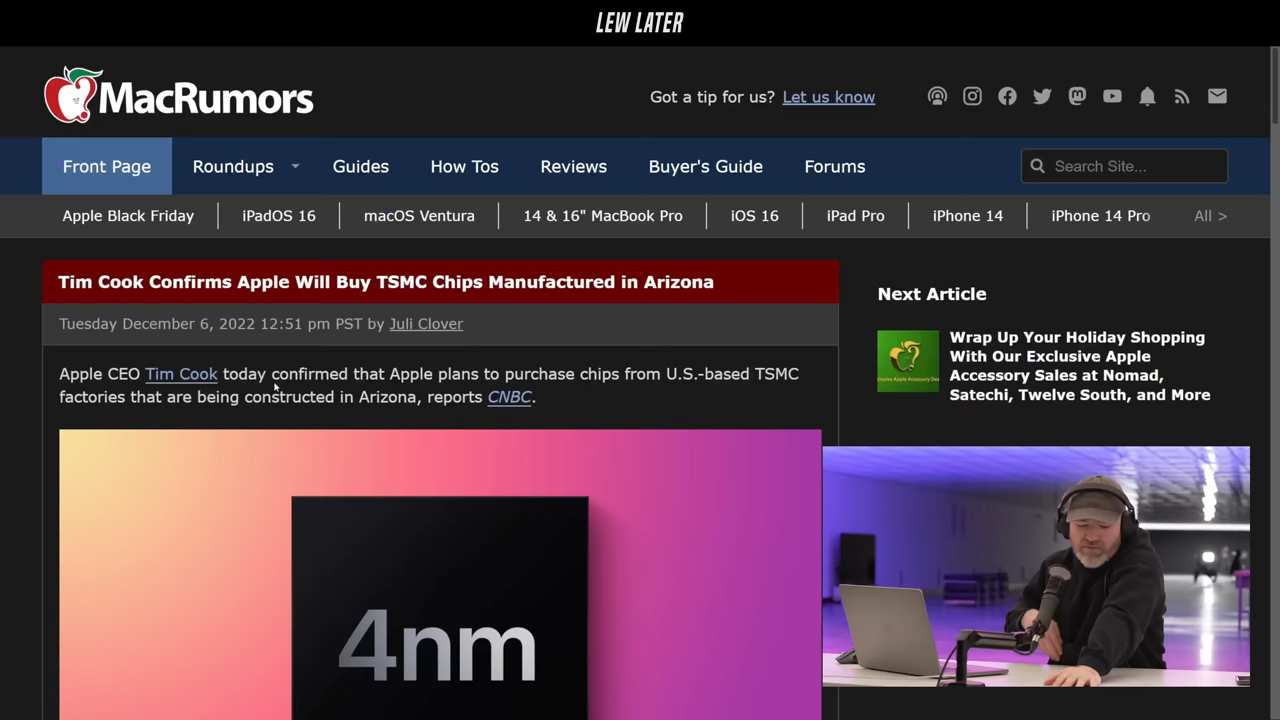 LEW LATER
MacRumors
Got a tip for us? Let us know
Front Page Roundups Guides How Tos Reviews Buyer's Guide Forums Search Site...
Apple Black Friday iPadOS 16 macOS Ventura 14 & 16" MacBook Pro iOS 16 iPad Pro iPhone 14 iPhone 14 Pro All >
Tim Cook Confirms Apple Will Buy TSMC Chips Manufactured in Arizona
Tuesday December 6, 2022 12:51 pm PST by Juli Clover
Apple CEO Tim Cook today confirmed that Apple plans to purchase chips from U.S.-based TSMC
factories that are being constructed in Arizona, reports CNBC.
4nm
Next Article
Wrap Up Your Holiday Shopping
With Our Exclusive Apple
Accessory Sales at Nomad,
Satechi, Twelve South, and More